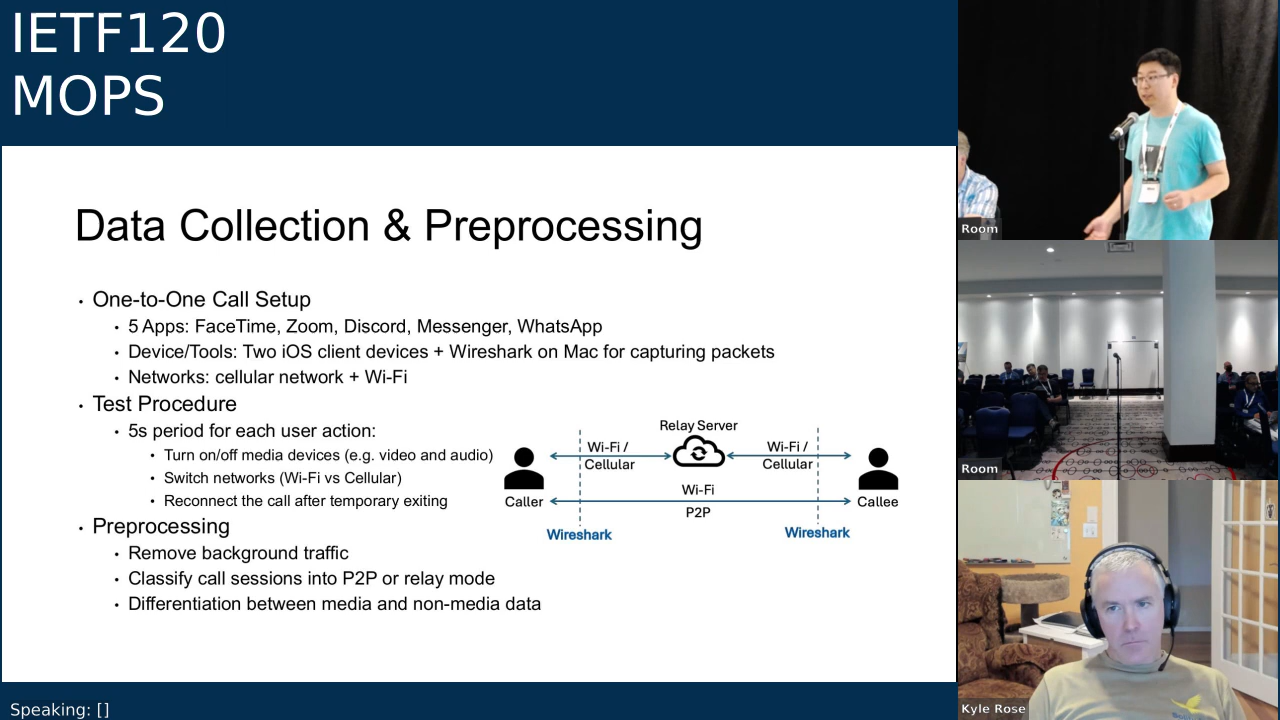 IETF120
MOPS
Data Collection & Preprocessing
• One-to-One Call Setup
• 5 Apps: FaceTime, Zoom, Discord, Messenger, WhatsApp
• Device/Tools: Two iOS client devices + Wireshark on Mac for capturing packets
• Networks: cellular network + Wi-Fi
• Test Procedure
• 5s period for each user action:
• Turn on/off media devices (e.g. video and audio)
• Switch networks (Wi-Fi vs Cellular)
• Reconnect the call after temporary exiting
• Preprocessing
• Remove background traffic
• Classify call sessions into P2P or relay mode
• Differentiation between media and non-media data
Relay Server
Wi-Fi /
Cellular
Wi-Fi /
Cellular
Caller
Wi-Fi
P2P
Callee
Wireshark
Wireshark
Speaking: []
Room
Room
Kyle Rose